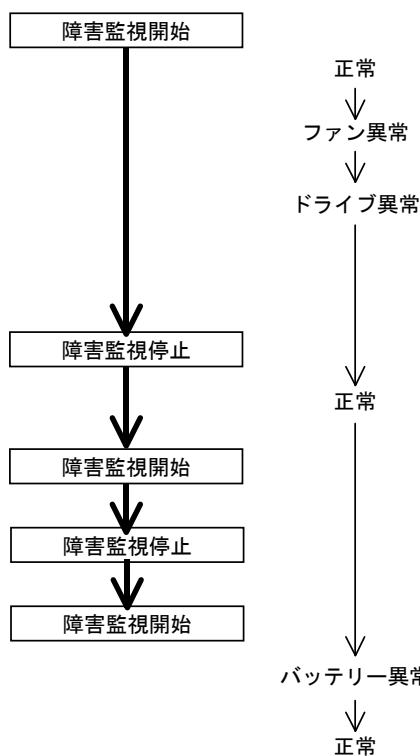 障害監視開始
正常
ファン異常
ドライブ異常
障害監視停止
正常
障害監視開始
障害監視停止
障害監視開始
バッテリー異常
正常